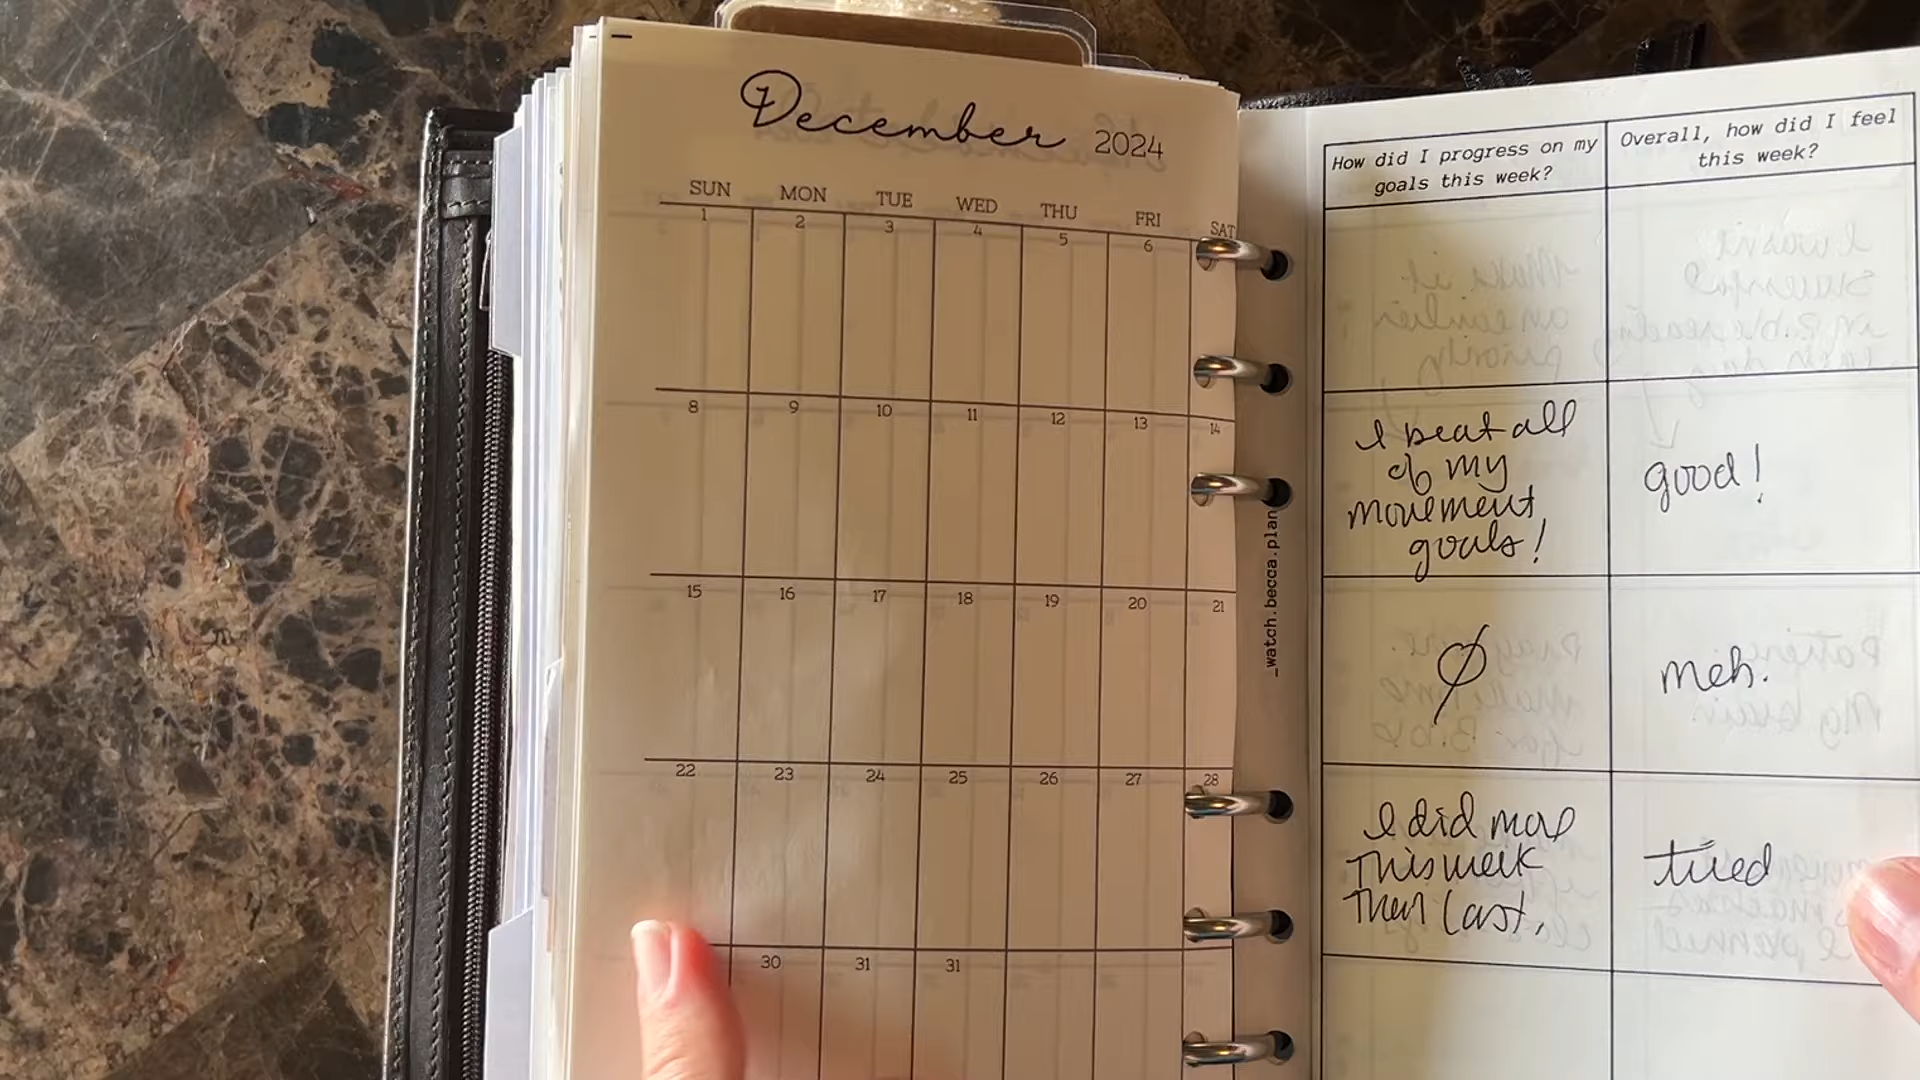 December 2024
SUN MON TUE WED THU FRI SAT
1 2 3 4 5 6
8 9 10 11 12 13 14
15 16 17 18 19 20 21
22 23 24 25 26 27 28
30 31 31
_watch.becca.plan
How did I progress on my
goals this week?
Overall, how did I feel
this week?
I beat all
of my
movement
goals!
good!
meh.
I did more
This week
Then last.
tired